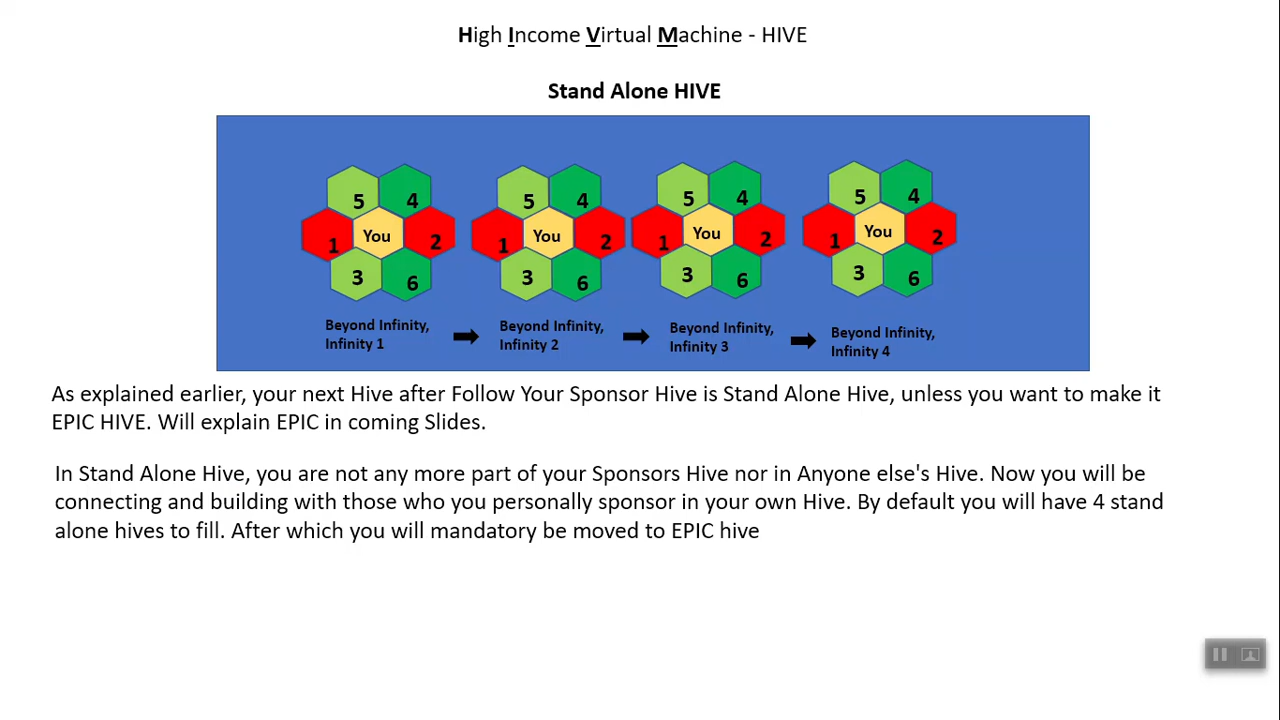 High Income Virtual Machine - HIVE
Stand Alone HIVE
5 4 5 4 5 4 5 4
1 You 2 1 You 2 1 You 2 1 You 2
3 6 3 6 3 6 3 6
Beyond Infinity, Beyond Infinity, Beyond Infinity, Beyond Infinity,
Infinity 1 Infinity 2 Infinity 3 Infinity 4
As explained earlier, your next Hive after Follow Your Sponsor Hive is Stand Alone Hive, unless you want to make it
EPIC HIVE. Will explain EPIC in coming Slides.
In Stand Alone Hive, you are not any more part of your Sponsors Hive nor in Anyone else's Hive. Now you will be
connecting and building with those who you personally sponsor in your own Hive. By default you will have 4 stand
alone hives to fill. After which you will mandatory be moved to EPIC hive